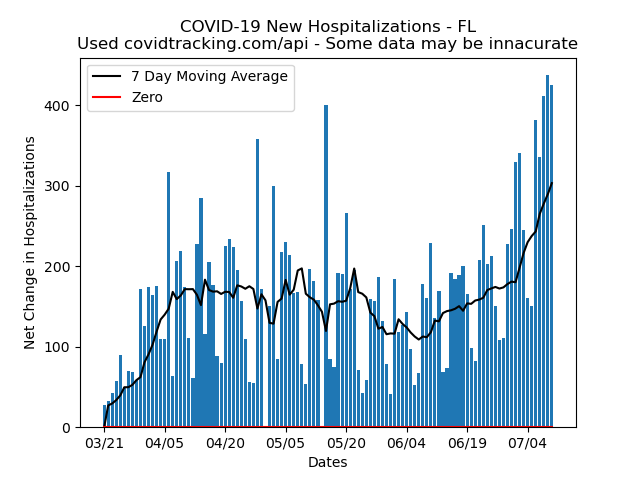 COVID-19 New Hospitalizations - FL
Used covidtracking.com/api - Some data may be innacurate
7 Day Moving Average
Zero
Net Change in Hospitalizations
400
300
200
100
0
03/21 04/05 04/20 05/05 05/20 06/04 06/19 07/04
Dates